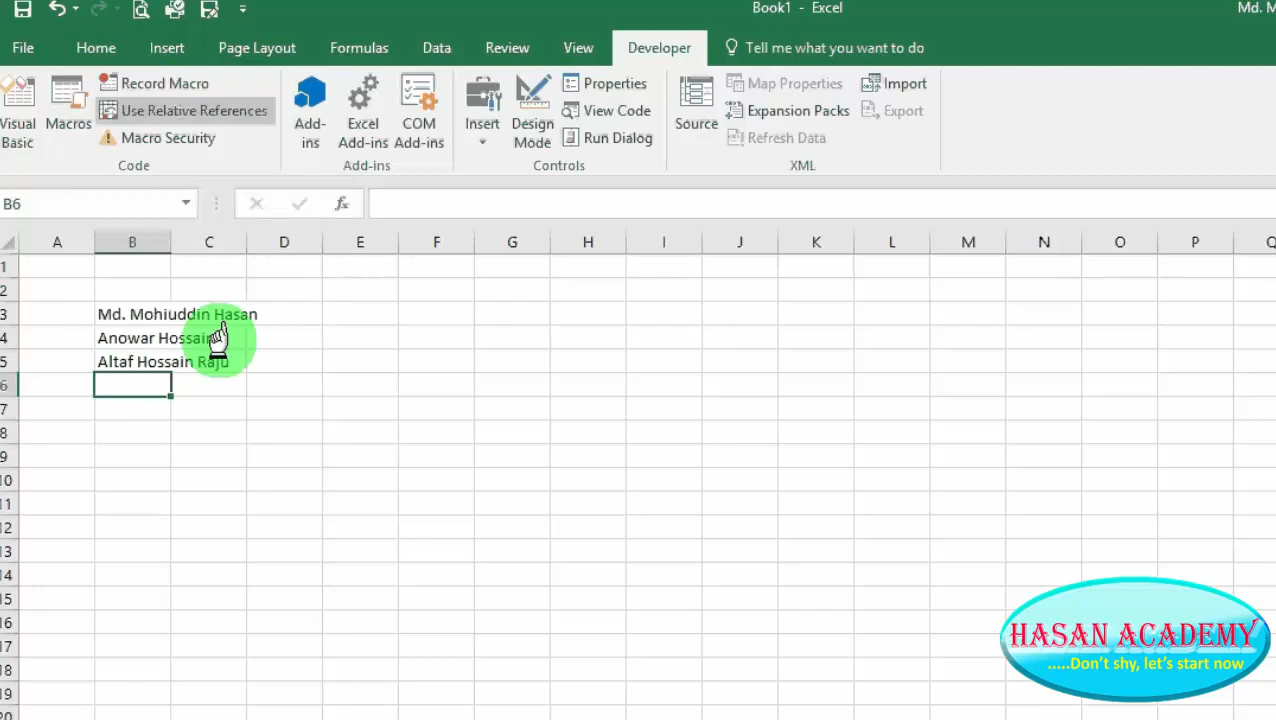 Book1 - Excel
Md. M
File Home Insert Page Layout Formulas Data Review View Developer Tell me what you want to do
Visual Basic
Macros
Record Macro
Use Relative References
Macro Security
Code
Add-ins
Excel Add-ins
COM Add-ins
Add-ins
Insert
Design Mode
Properties
View Code
Run Dialog
Controls
Source
Map Properties
Expansion Packs
Refresh Data
Import
Export
XML
B6
fx
A B C D E F G H I J K L M N O P Q
1
2
3 Md. Mohiuddin Hasan
4 Anowar Hossain
5 Altaf Hossain Raju
6
7
8
9
10
11
12
13
14
15
16
17
18
19
20
HASAN ACADEMY
.....Don't shy, let's start now